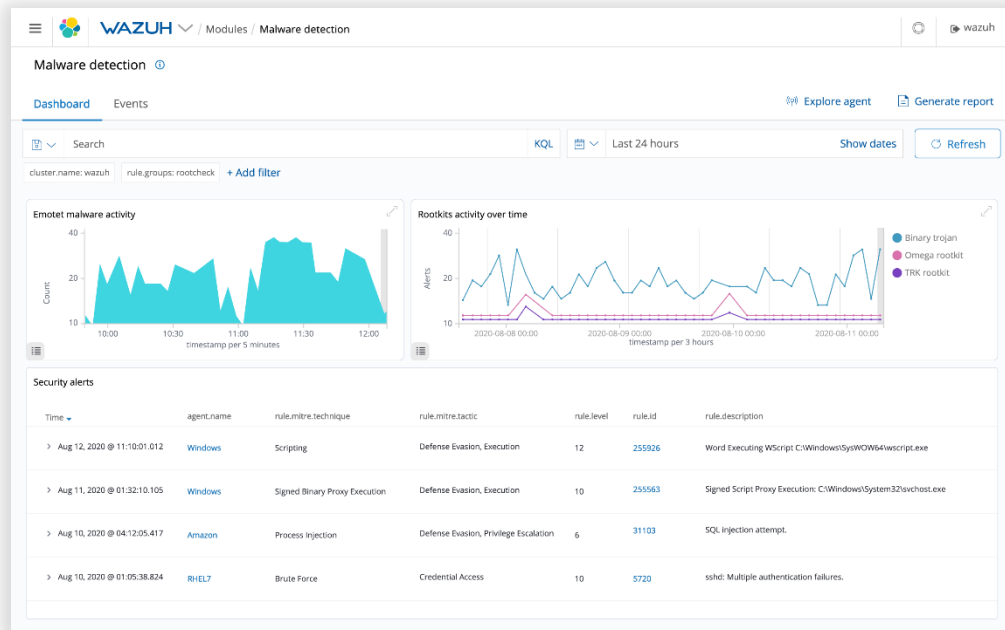 WAZUH / Modules / Malware detection wazuh
Malware detection
Dashboard Events Explore agent Generate report
Search KQL Last 24 hours Show dates Refresh
cluster.name: wazuh rule.groups: rootcheck + Add filter
Emotet malware activity
40
20
10
Count
10:00 10:30 11:00 11:30 12:00
timestamp per 5 minutes
Rootkits activity over time
40
20
10
Alerts
2020-08-08 00:00 2020-08-09 00:00 2020-08-10 00:00 2020-08-11 00:00
timestamp per 3 hours
Binary trojan
Omega rootkit
TRK rootkit
Security alerts
Time agent.name rule.mitre.technique rule.mitre.tactic rule.level rule.id rule.description
Aug 12, 2020 @ 11:10:01.012 Windows Scripting Defense Evasion, Execution 12 255926 Word Executing WScript C:\Windows\SysWOW64\wscript.exe
Aug 11, 2020 @ 01:32:10.105 Windows Signed Binary Proxy Execution Defense Evasion, Execution 10 255563 Signed Script Proxy Execution: C:\Windows\System32\svchost.exe
Aug 10, 2020 @ 04:12:05.417 Amazon Process Injection Defense Evasion, Privilege Escalation 6 31103 SQL injection attempt.
Aug 10, 2020 @ 01:05:38.824 RHEL7 Brute Force Credential Access 10 5720 sshd: Multiple authentication failures.